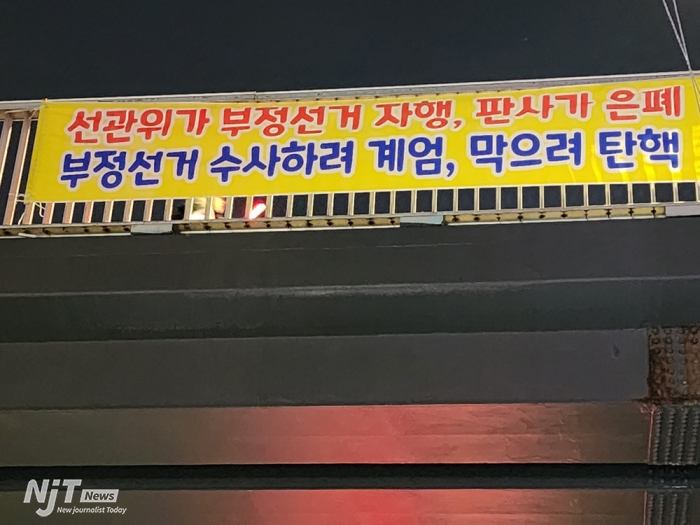 선관위가 부정선거 자행, 판사가 은폐
부정선거 수사하려 계엄, 막으려 탄핵
NJT News
New journalist Today